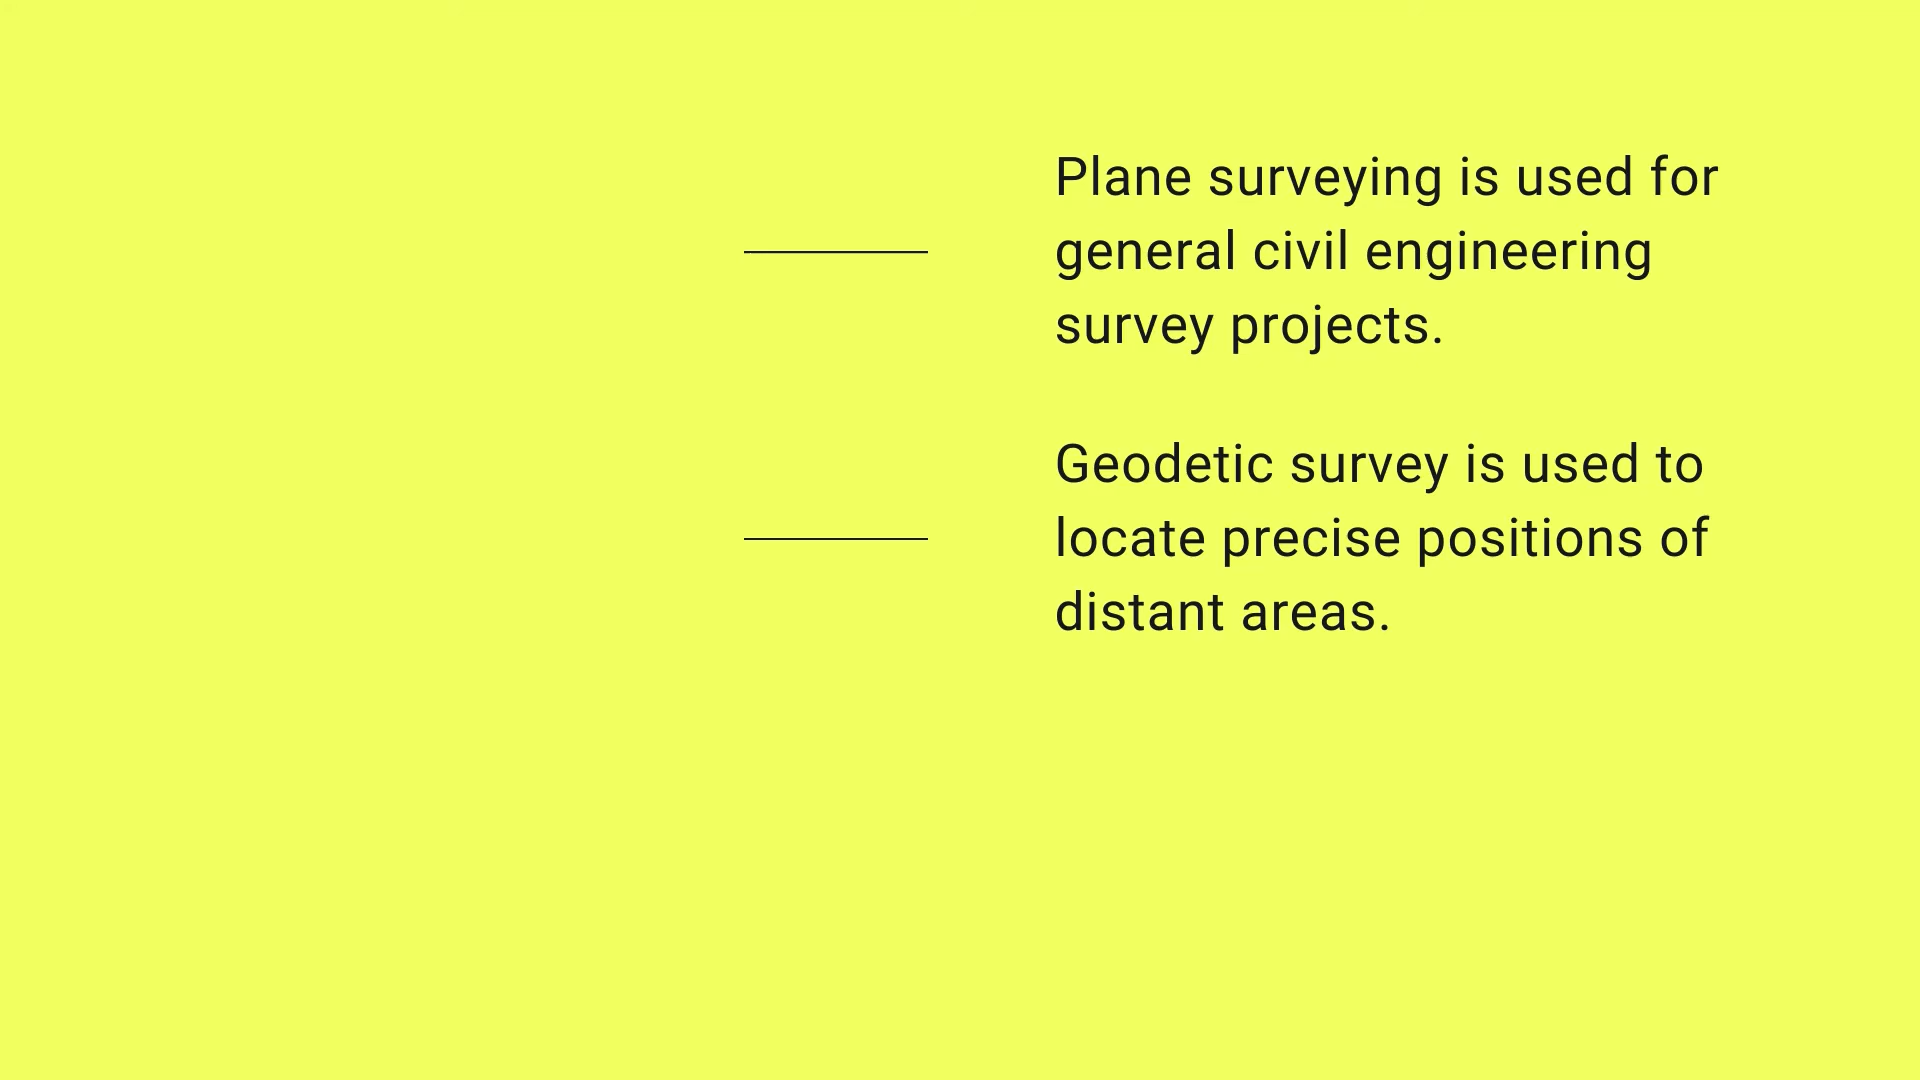 Plane surveying is used for
general civil engineering
survey projects.
Geodetic survey is used to
locate precise positions of
distant areas.